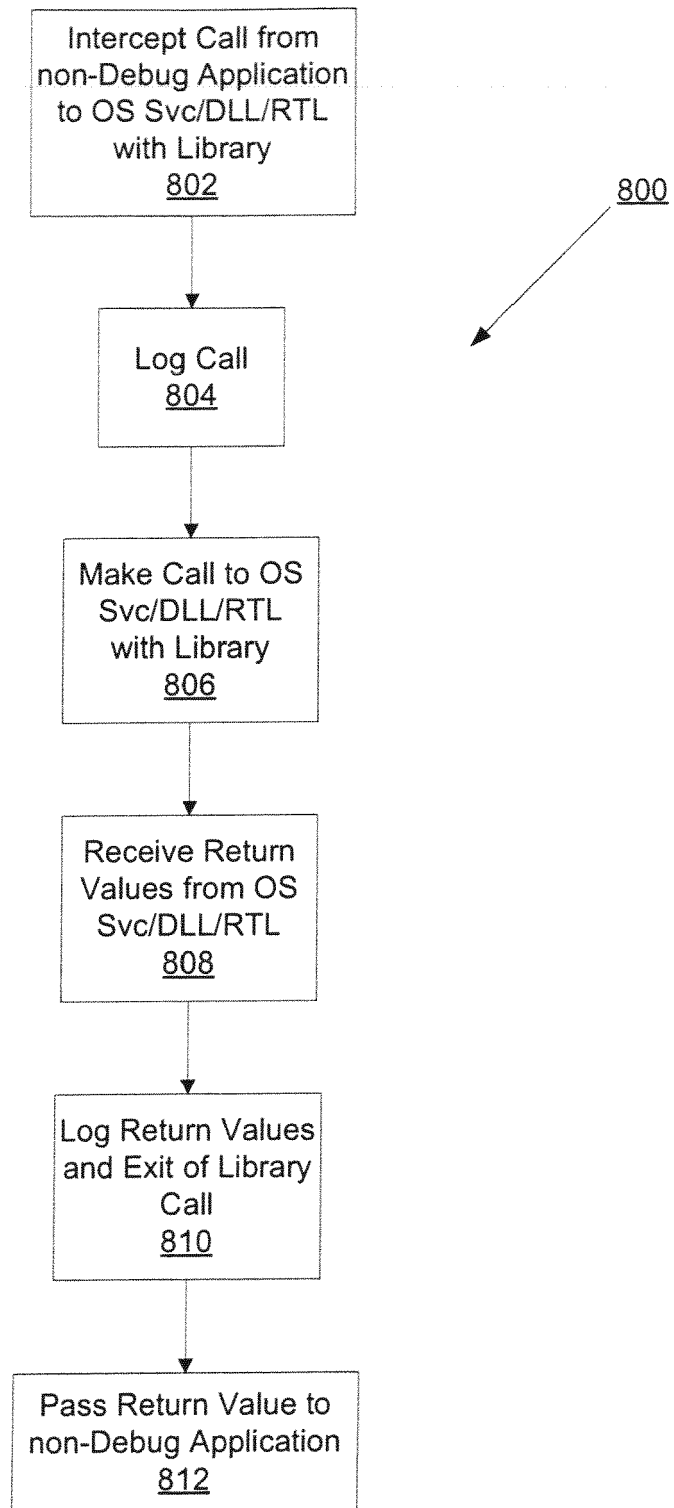 Intercept Call from
non-Debug Application
to OS Svc/DLL/RTL
with Library
802
800
Log Call
804
Make Call to OS
Svc/DLL/RTL
with Library
806
Receive Return
Values from OS
Svc/DLL/RTL
808
Log Return Values
and Exit of Library
Call
810
Pass Return Value to
non-Debug Application
812